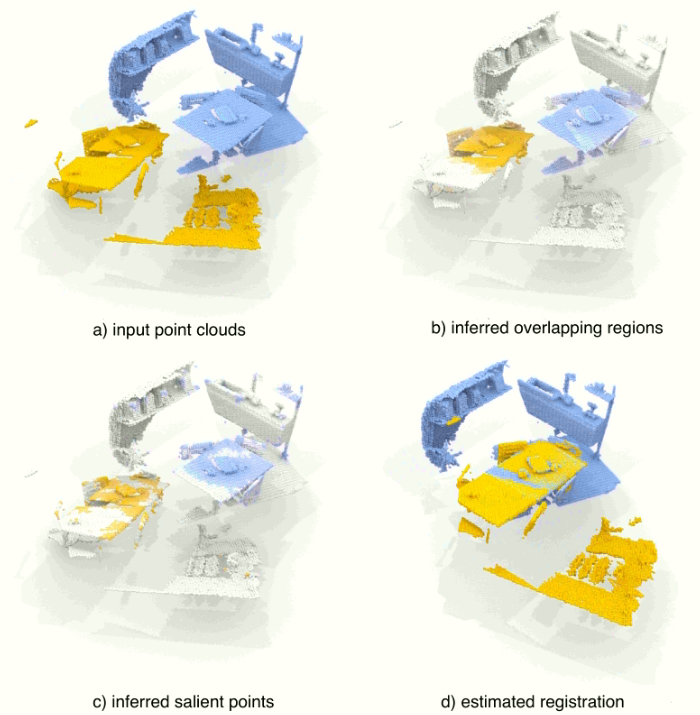 a) input point clouds
b) inferred overlapping regions
c) inferred salient points
d) estimated registration